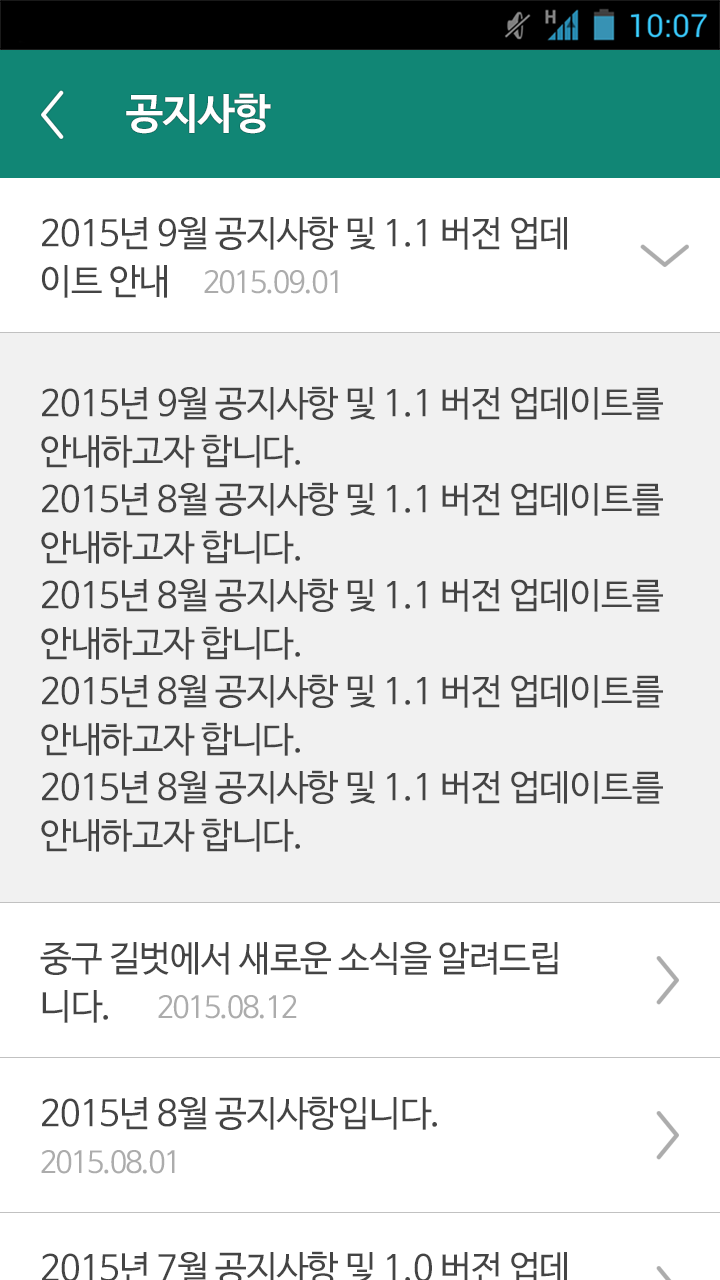 H 10:07
공지사항
2015년 9월 공지사항 및 1.1 버전 업데
이트 안내 2015.09.01
2015년 9월 공지사항 및 1.1 버전 업데이트를
안내하고자 합니다.
2015년 8월 공지사항 및 1.1 버전 업데이트를
안내하고자 합니다.
2015년 8월 공지사항 및 1.1 버전 업데이트를
안내하고자 합니다.
2015년 8월 공지사항 및 1.1 버전 업데이트를
안내하고자 합니다.
2015년 8월 공지사항 및 1.1 버전 업데이트를
안내하고자 합니다.
중구 길벗에서 새로운 소식을 알려드립
니다. 2015.08.12
2015년 8월 공지사항입니다.
2015.08.01
2015년 7월 공지사항 및 1.0 버전 업데